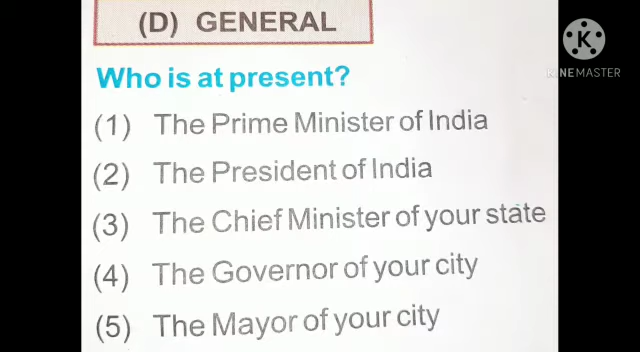 (D) GENERAL
Who is at present?
(1) The Prime Minister of India
(2) The President of India
(3) The Chief Minister of your state
(4) The Governor of your city
(5) The Mayor of your city
KINEMASTER